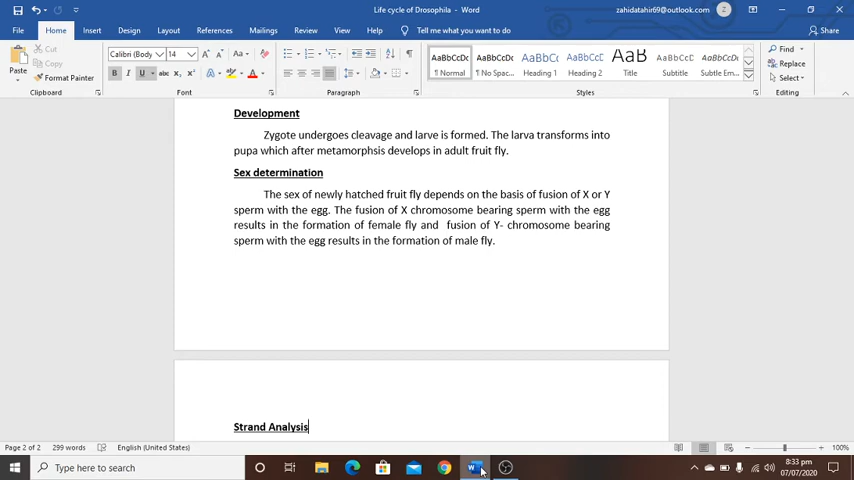 Life cycle of Drosophila - Word
zahidatahir69@outlook.com
Z
File Home Insert Design Layout References Mailings Review View Help Tell me what you want to do Share
Cut
Copy
Format Painter
Paste
Calibri (Body) 14
B I U abc x₂ x²
AaBbCcDc AaBbCcDc AaBbCc AaBbCcD AaB AaBbCcDc AaBbCcDc
¶ Normal ¶ No Spac... Heading 1 Heading 2 Title Subtitle Subtle Em...
Find
Replace
Select
Clipboard Font Paragraph Styles Editing
Development
Zygote undergoes cleavage and larve is formed. The larva transforms into
pupa which after metamorphsis develops in adult fruit fly.
Sex determination
The sex of newly hatched fruit fly depends on the basis of fusion of X or Y
sperm with the egg. The fusion of X chromosome bearing sperm with the egg
results in the formation of female fly and fusion of Y- chromosome bearing
sperm with the egg results in the formation of male fly.
Strand Analysis
Page 2 of 2 299 words English (United States) 100%
Type here to search
8:33 pm
07/07/2020